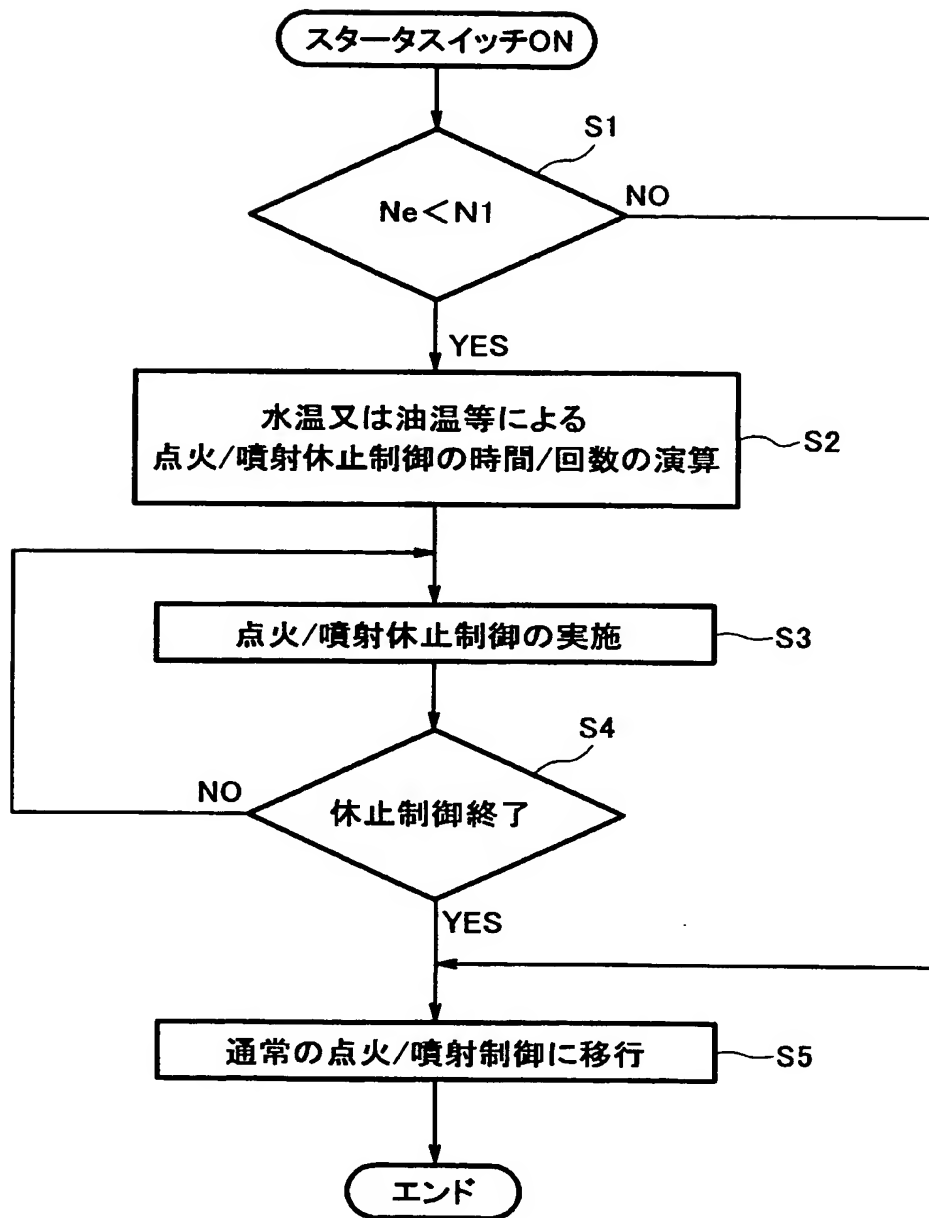 スタータスイッチON
S1
Ne<N1
NO
YES
水温又は油温等による
点火/噴射休止制御の時間/回数の演算
S2
点火/噴射休止制御の実施
S3
S4
NO
休止制御終了
YES
通常の点火/噴射制御に移行
S5
エンド